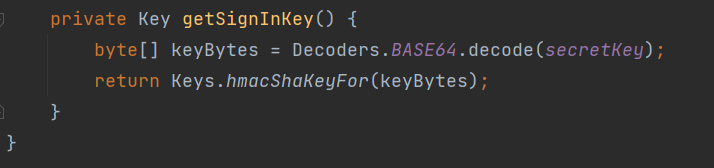 private Key getSignInKey() {
byte[] keyBytes = Decoders.BASE64.decode(secretKey);
return Keys.hmacShaKeyFor(keyBytes);
}
}